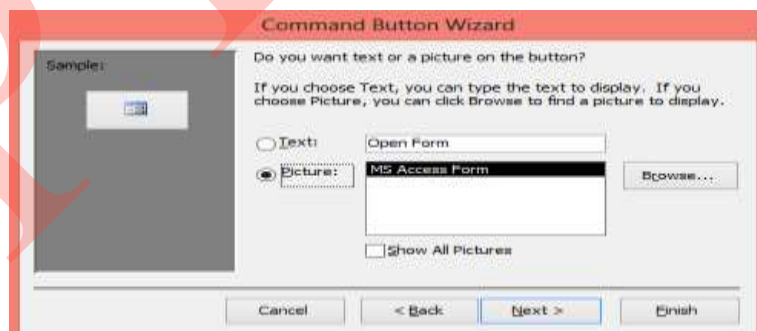 Command Button Wizard
Sample:
Do you want text or a picture on the button?
If you choose Text, you can type the text to display. If you
choose Picture, you can click Browse to find a picture to display.
Text:
Open Form
Picture:
MS Access Form
Browse...
Show All Pictures
Cancel
< Back
Next >
Finish